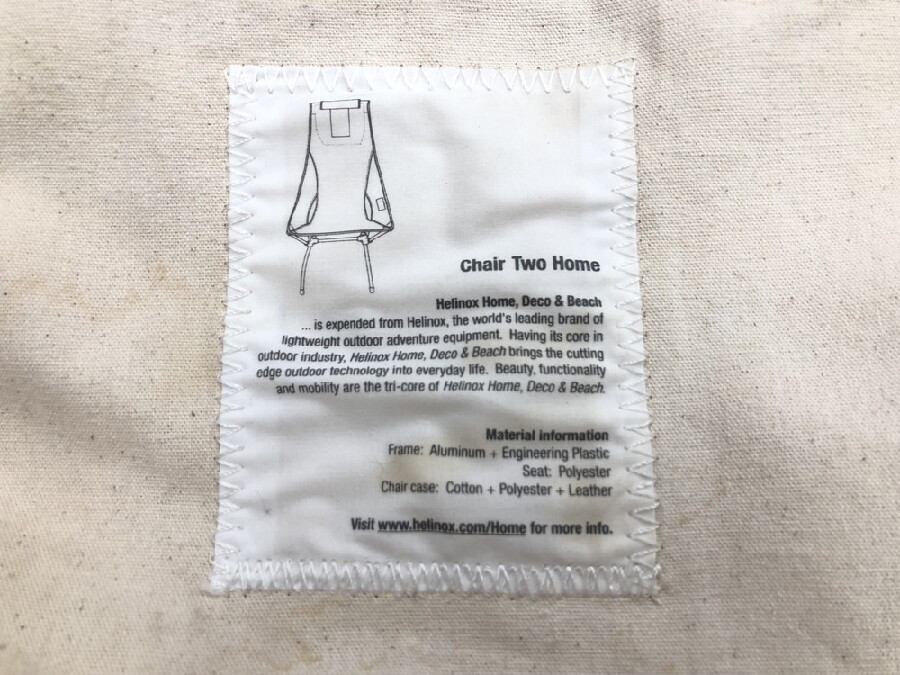 Chair Two Home
Helinox Home, Deco & Beach
... is expended from Helinox, the world's leading brand of
lightweight outdoor adventure equipment. Having its core in
outdoor industry, Helinox Home, Deco & Beach brings the cutting
edge outdoor technology into everyday life. Beauty, functionality
and mobility are the tri-core of Helinox Home, Deco & Beach.
Material information
Frame: Aluminum + Engineering Plastic
Seat: Polyester
Chair case: Cotton + Polyester + Leather
Visit www.helinox.com/Home for more info.